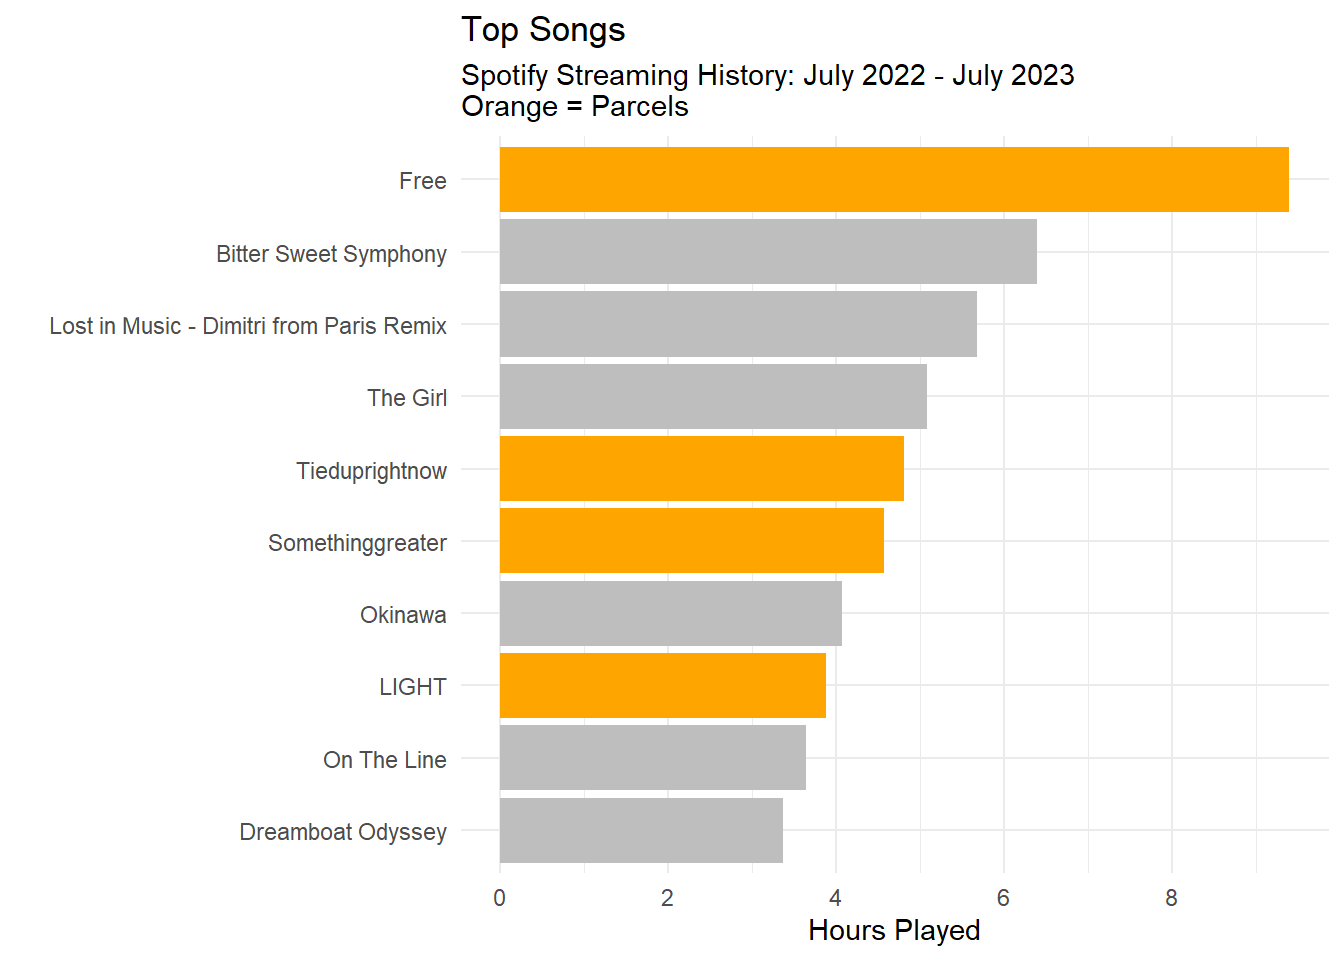 Top Songs
Spotify Streaming History: July 2022 - July 2023
Orange = Parcels
Free
Bitter Sweet Symphony
Lost in Music - Dimitri from Paris Remix
The Girl
Tieduprightnow
Somethinggreater
Okinawa
LIGHT
On The Line
Dreamboat Odyssey
0 2 4 6 8
Hours Played